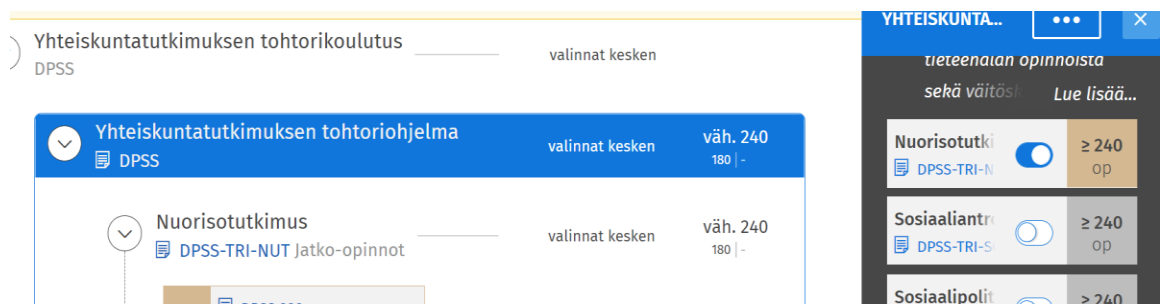 Yhteiskuntatutkimuksen tohtorikoulutus
DPSS
valinnat kesken
Yhteiskuntatutkimuksen tohtoriohjelma
DPSS
valinnat kesken
väh. 240
180 | -
Nuorisotutkimus
DPSS-TRI-NUT Jatko-opinnot
valinnat kesken
väh. 240
180 | -
YHTEISKUNTA...
tieteenalan opinnoista
sekä väitös
Lue lisää...
Nuorisotutki
DPSS-TRI-N
≥ 240
op
Sosiaaliantr
DPSS-TRI-S
≥ 240
op
Sosiaalipolit
≥ 240